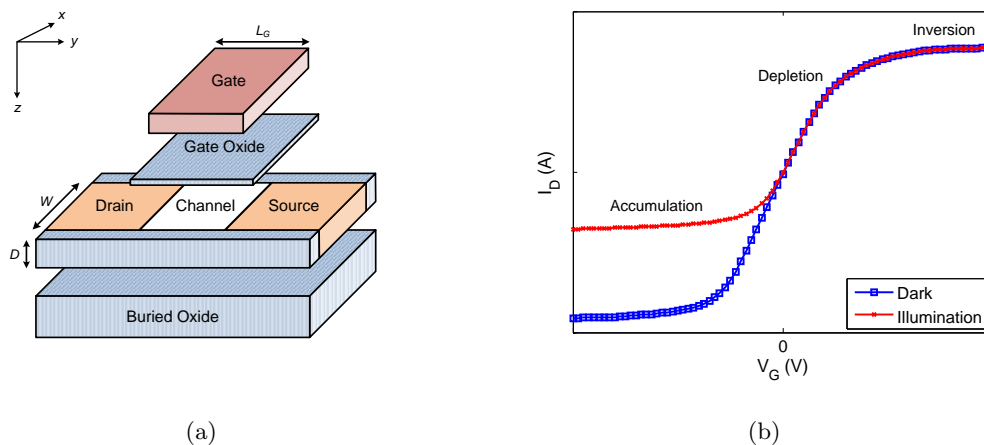 x
y
z
L_G
Gate
Gate Oxide
W
Drain
Channel
Source
D
Buried Oxide
(a)
Inversion
Depletion
Accumulation
I_D (A)
Dark
Illumination
0
V_G (V)
(b)